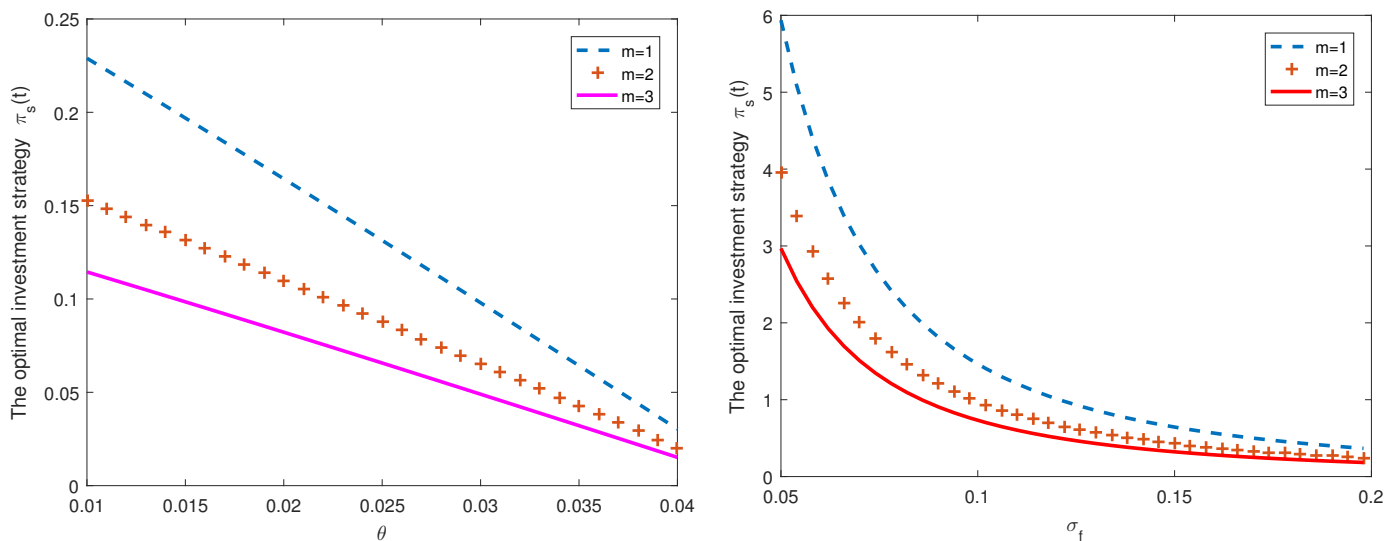 The optimal investment strategy π_s(t)
0.25
0.2
0.15
0.1
0.05
0
0.01
0.015
0.02
0.025
0.03
0.035
0.04
θ
m=1
m=2
m=3
The optimal investment strategy π_s(t)
6
5
4
3
2
1
0
0.05
0.1
0.15
0.2
σ_f
m=1
m=2
m=3